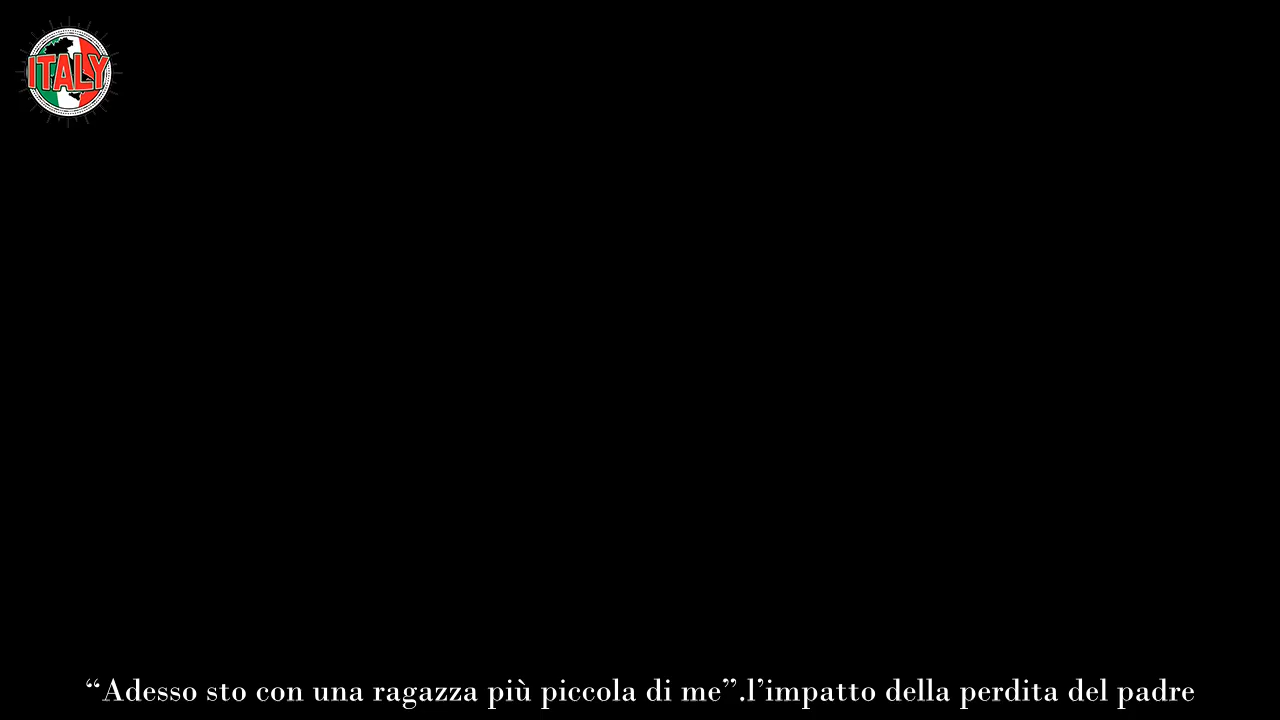 ITALY
“Adesso sto con una ragazza più piccola di me”.l’impatto della perdita del padre